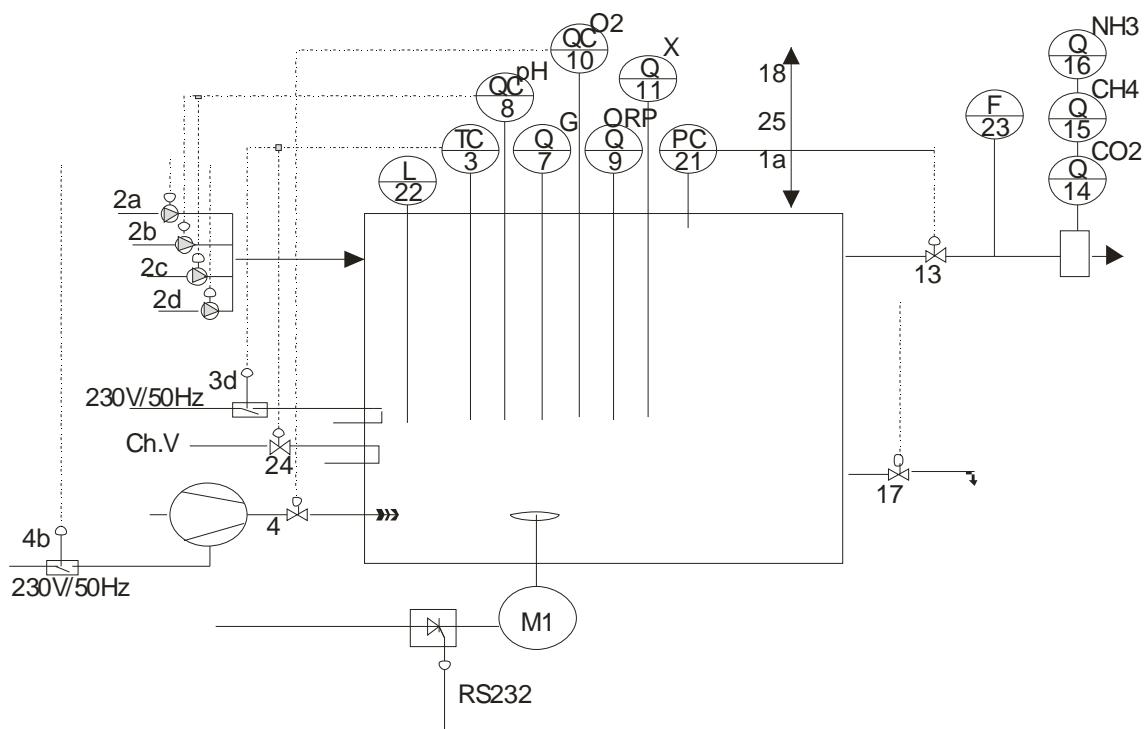 O2
QC
10
X
Q
11
pH
QC
8
TC
3
G
Q
7
ORP
Q
9
PC
21
L
22
18
25
1a
NH3
Q
16
CH4
Q
15
CO2
Q
14
F
23
2a
2b
2c
2d
13
3d
230V/50Hz
Ch.V
24
4
17
4b
230V/50Hz
M1
RS232